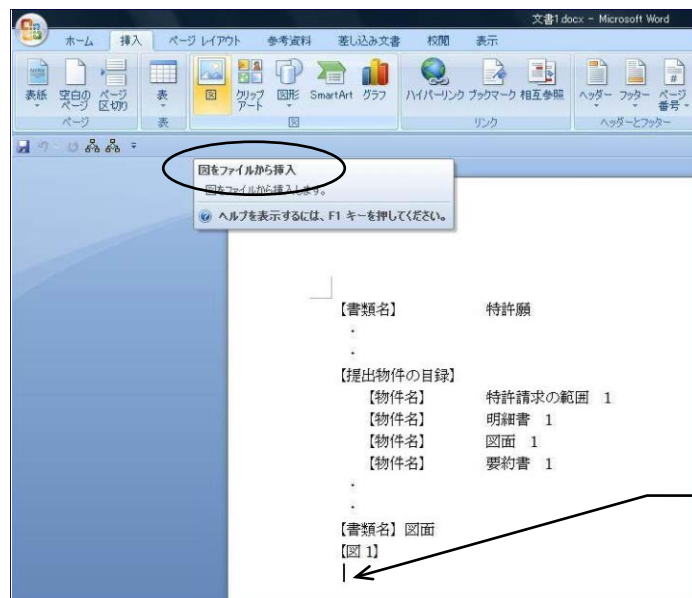 文書1.docx - Microsoft Word
ホーム 挿入 ページ レイアウト 参考資料 差し込み文書 校閲 表示
表紙 空白のページ ページ区切り 表 図 クリップアート 図形 SmartArt グラフ ハイパーリンク ブックマーク 相互参照 ヘッダー フッター ページ番号
ページ 表 図 リンク ヘッダーとフッター
図をファイルから挿入
図をファイルから挿入します。
ヘルプを表示するには、F1 キーを押してください。
【書類名】 特許願
・
・
【提出物件の目録】
【物件名】 特許請求の範囲 1
【物件名】 明細書 1
【物件名】 図面 1
【物件名】 要約書 1
・
・
【書類名】図面
【図 1】